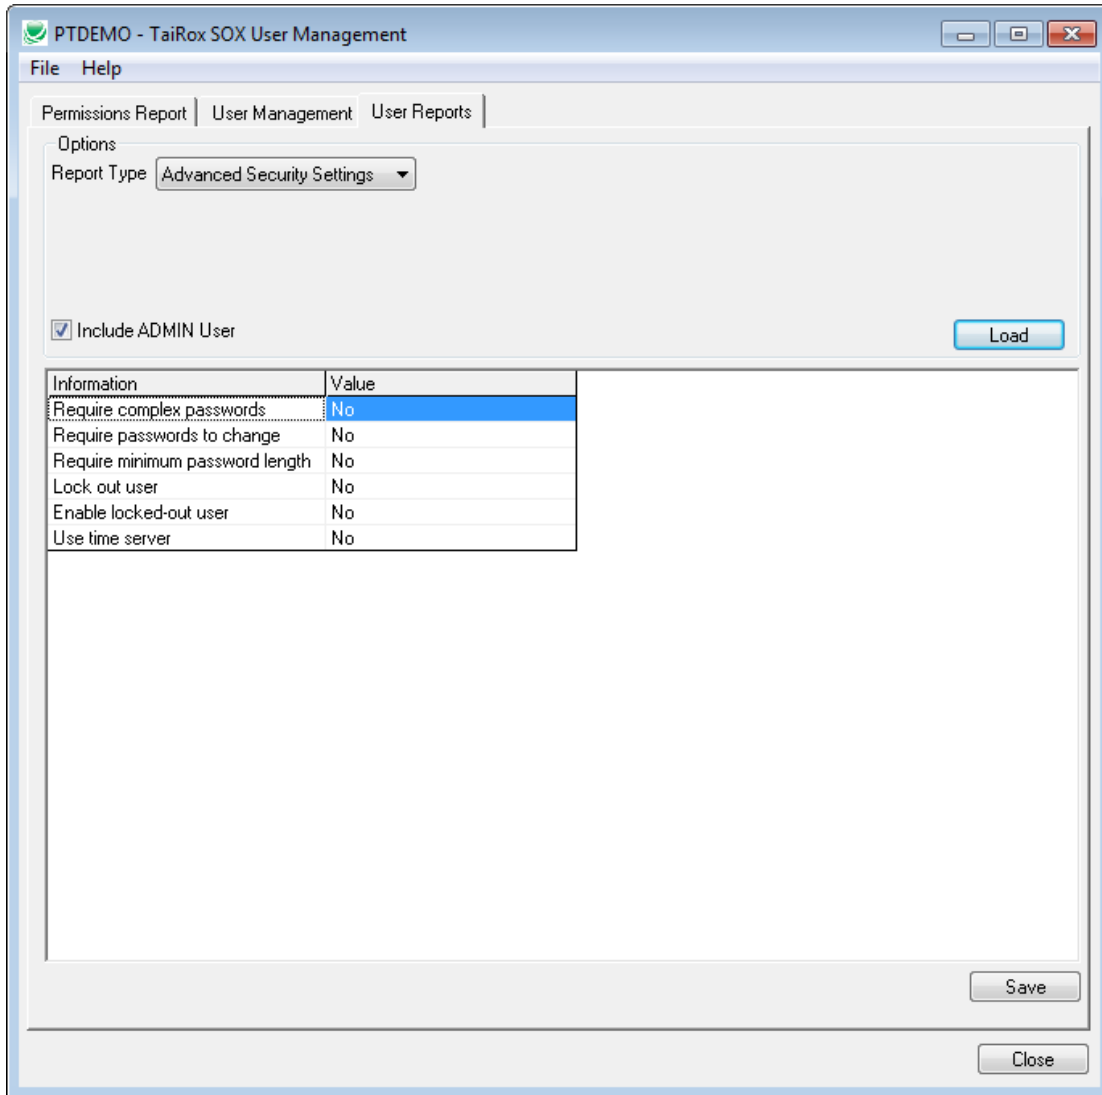 PTDEMO - TaiRox SOX User Management
File Help
Permissions Report User Management User Reports
Options
Report Type Advanced Security Settings
Include ADMIN User
Load
Information Value
Require complex passwords No
Require passwords to change No
Require minimum password length No
Lock out user No
Enable locked-out user No
Use time server No
Save
Close